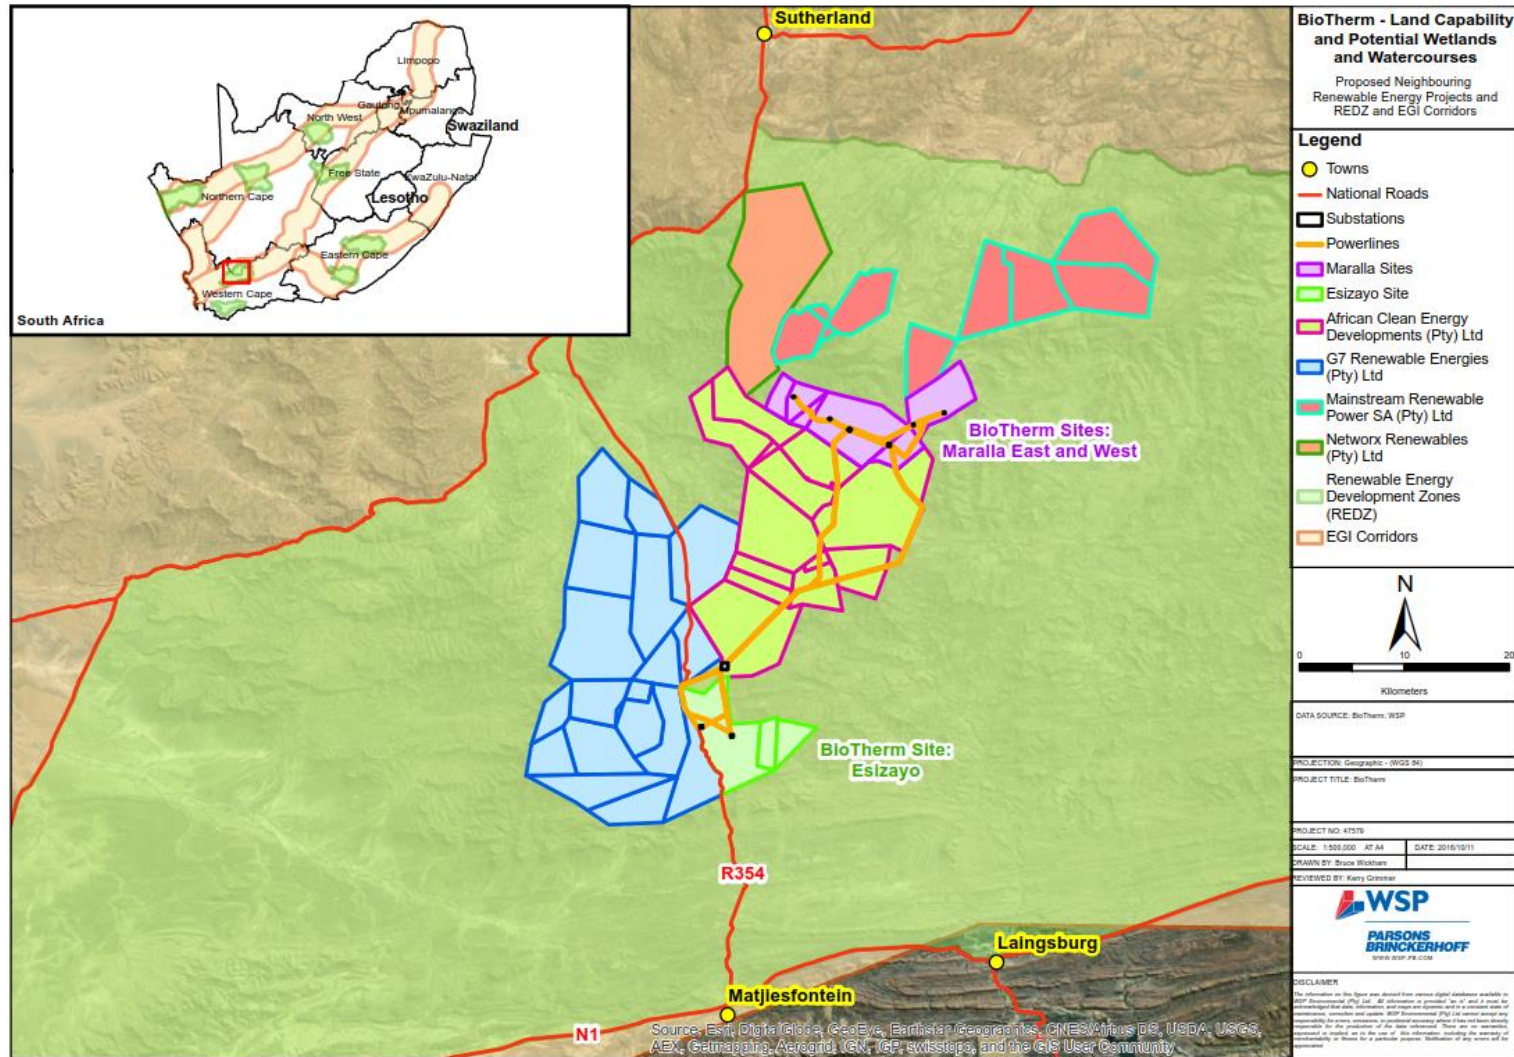 Limpopo
Gauteng
Mpumalanga
North West
Swaziland
Free State
KwaZulu-Natal
Northern Cape
Lesotho
Eastern Cape
Western Cape
South Africa
Sutherland
BioTherm Sites:
Maralla East and West
BioTherm Site:
Esizayo
R354
Laingsburg
Matjiesfontein
N1
Source: Esri, DigitalGlobe, GeoEye, Earthstar Geographics, CNES/Airbus DS, USDA, USGS,
AEX, Getmapping, Aerogrid, IGN, IGP, swisstopo, and the GIS User Community
BioTherm - Land Capability
and Potential Wetlands
and Watercourses
Proposed Neighbouring
Renewable Energy Projects and
REDZ and EGI Corridors
Legend
Towns
National Roads
Substations
Powerlines
Maralla Sites
Esizayo Site
African Clean Energy
Developments (Pty) Ltd
G7 Renewable Energies
(Pty) Ltd
Mainstream Renewable
Power SA (Pty) Ltd
Networx Renewables
(Pty) Ltd
Renewable Energy
Development Zones
(REDZ)
EGI Corridors
N
0 10 20
Kilometers
DATA SOURCE: BioTherm: WSP
PROJECTION: Geographic - (WGS 84)
PROJECT TITLE: BioTherm
PROJECT NO: 47579
SCALE: 1:500,000 AT A4 DATE: 2016/10/11
DRAWN BY: Bruce Wickham
REVIEWED BY: Kerry Grimmer
WSP
PARSONS
BRINCKERHOFF
WWW.WSP-PB.COM
DISCLAIMER